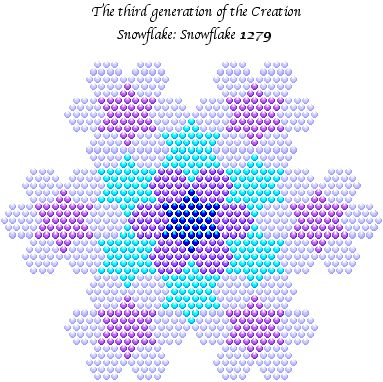 The third generation of the Creation
Snowflake: Snowflake 1279